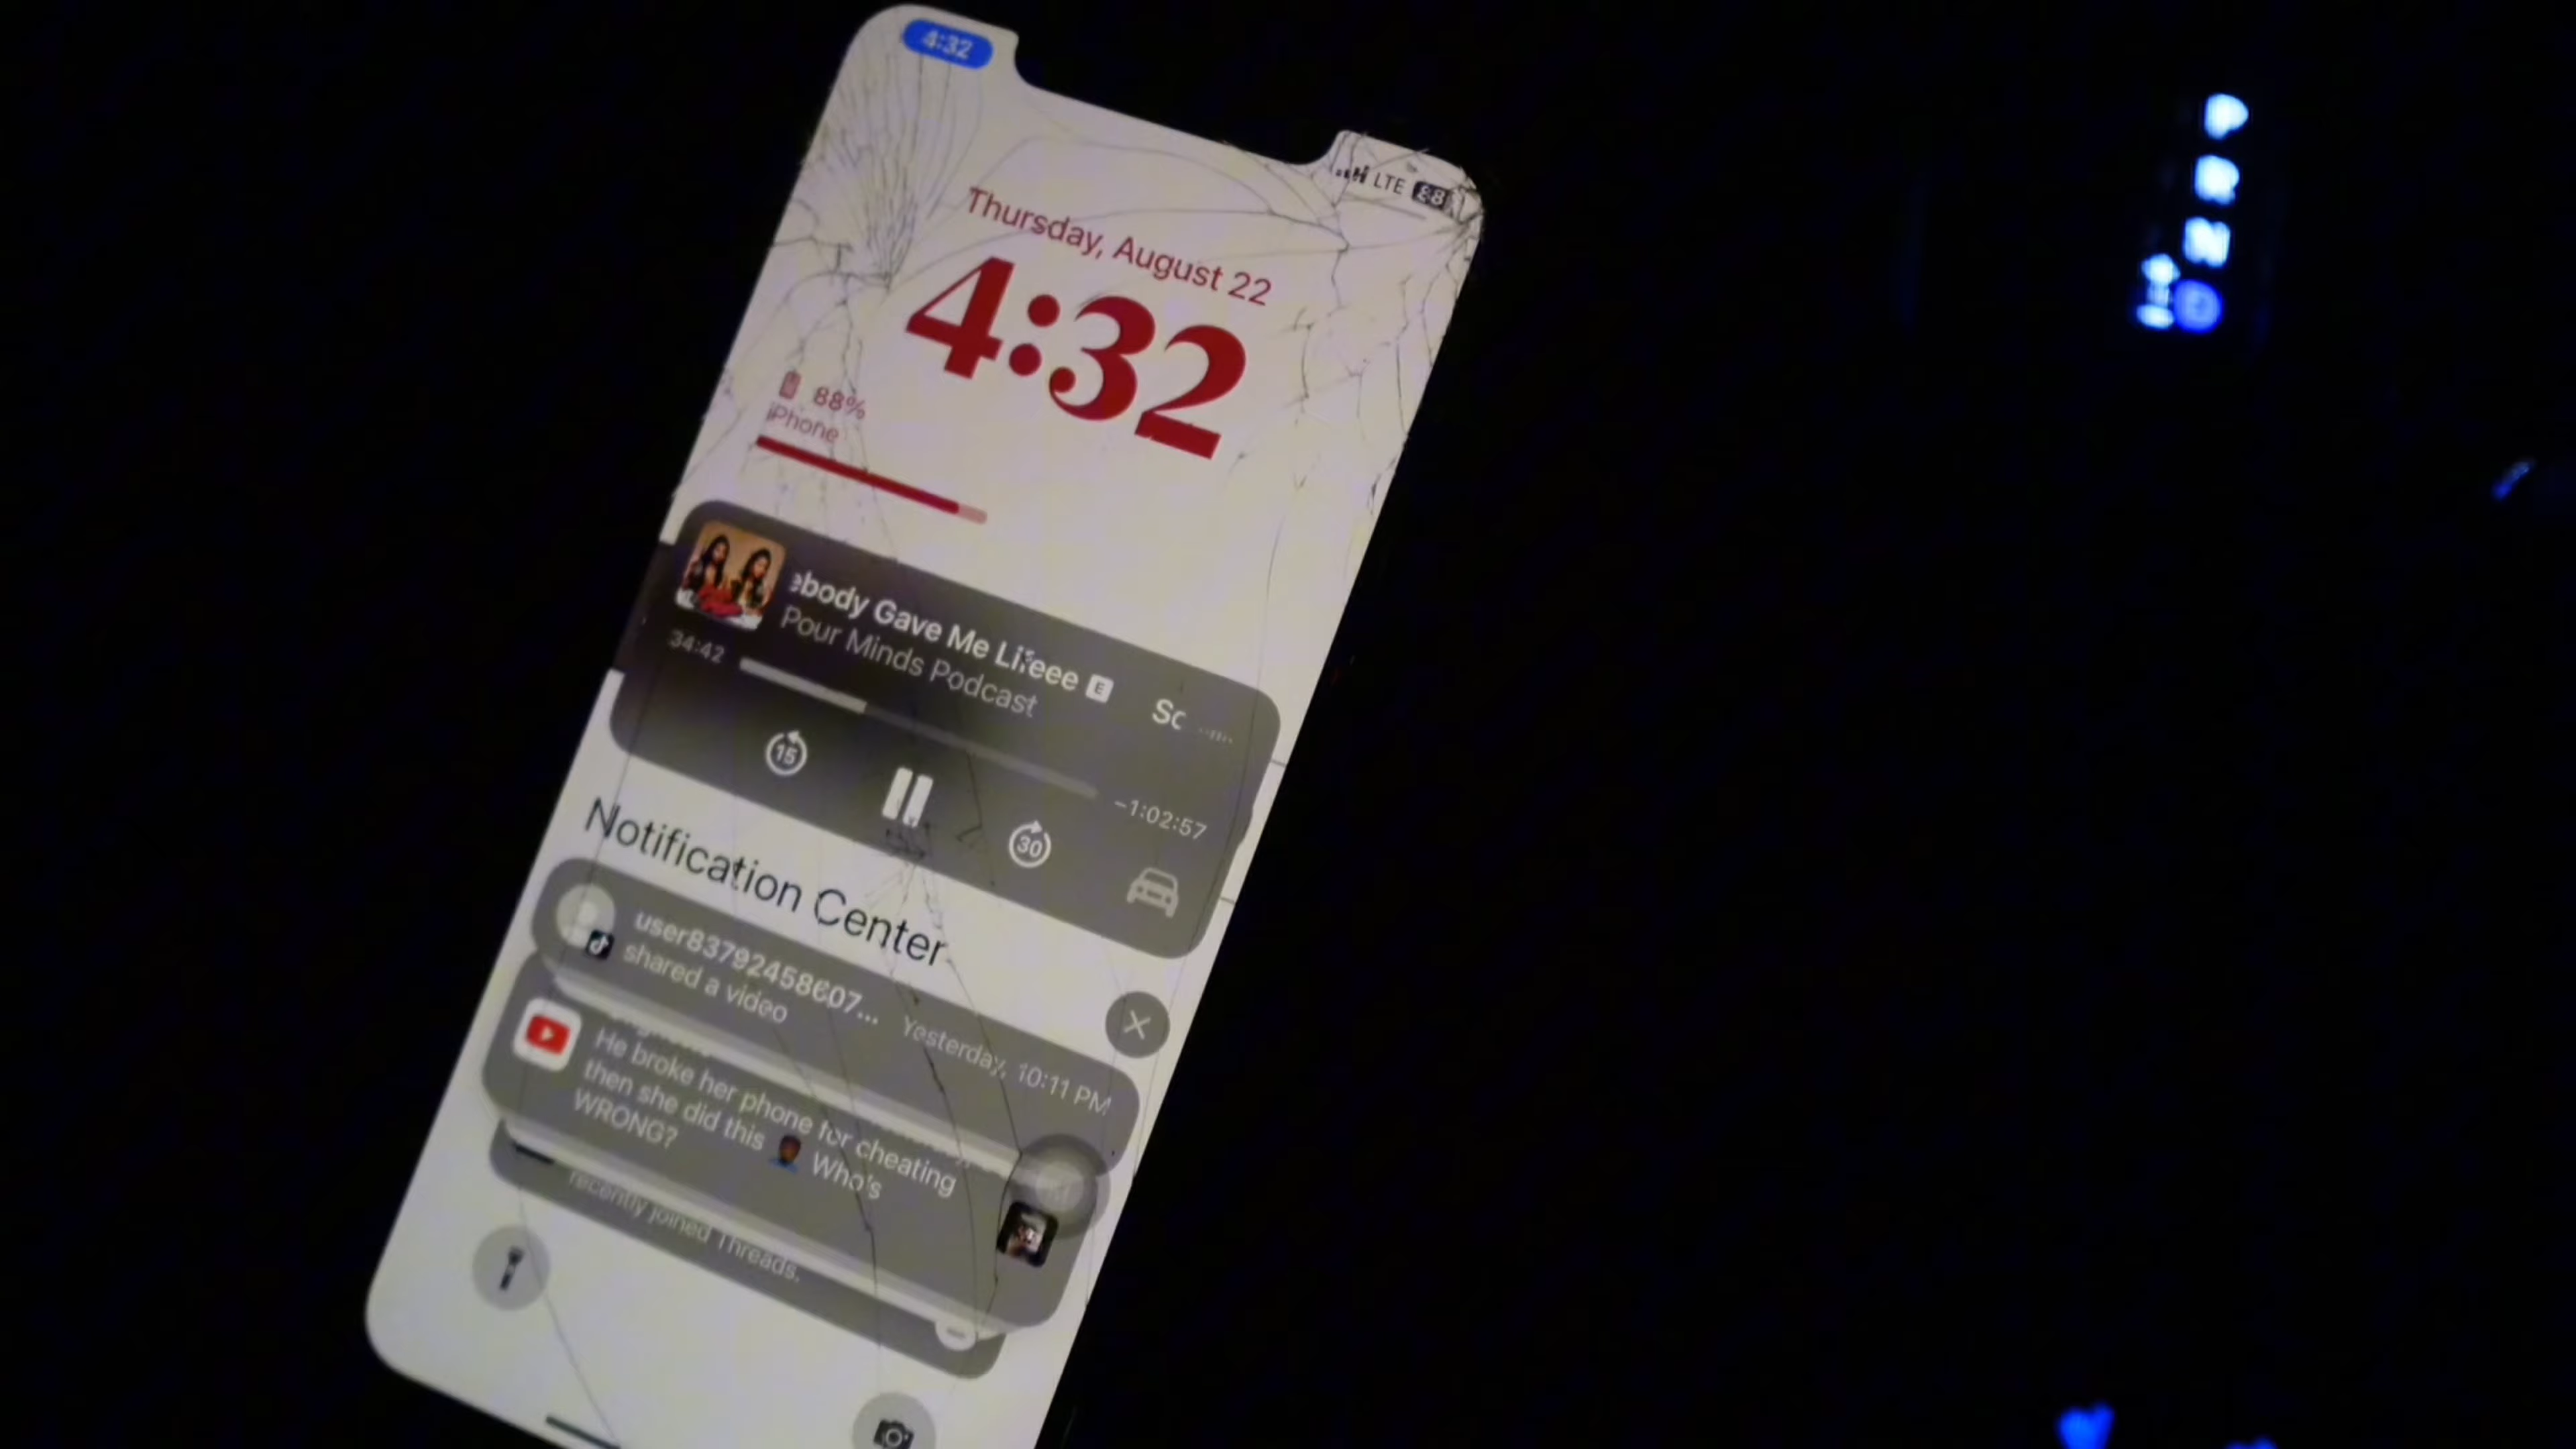 4:32
LTE 88
Thursday, August 22
4:32
88%
iPhone
ebody Gave Me Lifeee E Sc
Pour Minds Podcast
34:42
-1:02:57
15
30
Notification Center
user83792458607...
Yesterday, 10:11 PM
shared a video
He broke her phone for cheating
then she did this Who's
WRONG?
recently joined Threads.